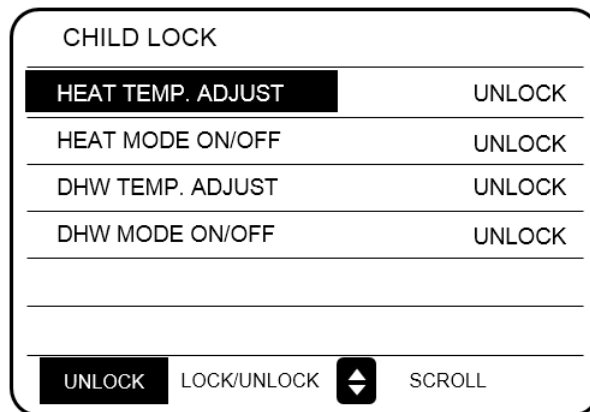 CHILD LOCK
HEAT TEMP. ADJUST UNLOCK
HEAT MODE ON/OFF UNLOCK
DHW TEMP. ADJUST UNLOCK
DHW MODE ON/OFF UNLOCK
UNLOCK LOCK/UNLOCK SCROLL